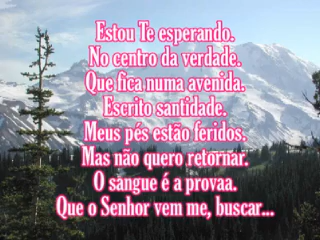 Estou Te esperando.
No centro da verdade.
Que fica numa avenida.
Escrito santidade.
Meus pés estão feridos.
Mas não quero retornar.
O sangue é a provaa.
Que o Senhor vem me, buscar...